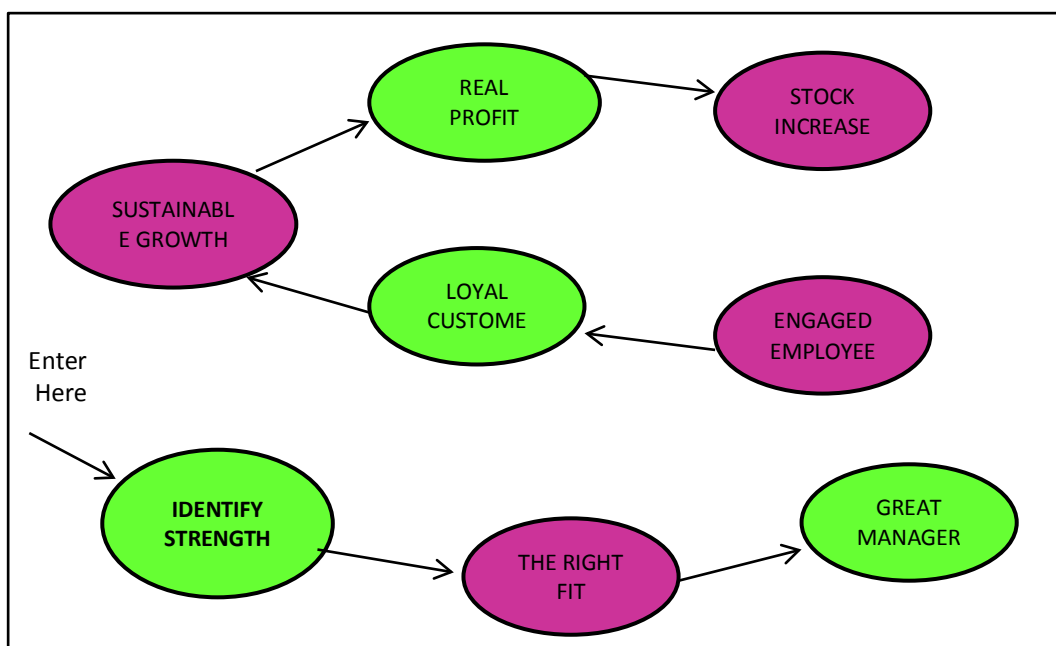 REAL
PROFIT
STOCK
INCREASE
SUSTAINABL
E GROWTH
LOYAL
CUSTOME
ENGAGED
EMPLOYEE
Enter
Here
IDENTIFY
STRENGTH
THE RIGHT
FIT
GREAT
MANAGER